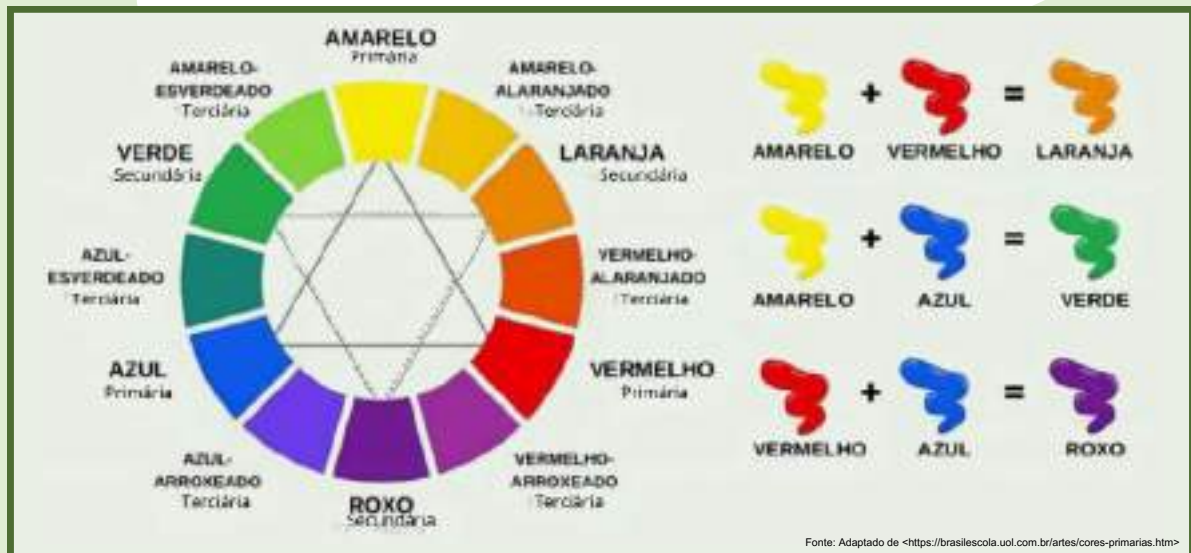 AMARELO
Primária
AMARELO-
ALARANJADO
Terciária
LARANJA
Secundária
VERMELHO-
ALARANJADO
Terciária
VERMELHO
Primária
VERMELHO-
ARROXEADO
Terciária
ROXO
Secundária
AZUL-
ARROXEADO
Terciária
AZUL
Primária
AZUL-
ESVERDEADO
Terciária
VERDE
Secundária
AMARELO-
ESVERDEADO
Terciária
+ =
AMARELO VERMELHO LARANJA
+ =
AMARELO AZUL VERDE
+ =
VERMELHO AZUL ROXO
Fonte: Adaptado de <https://brasilescola.uol.com.br/artes/cores-primarias.htm>